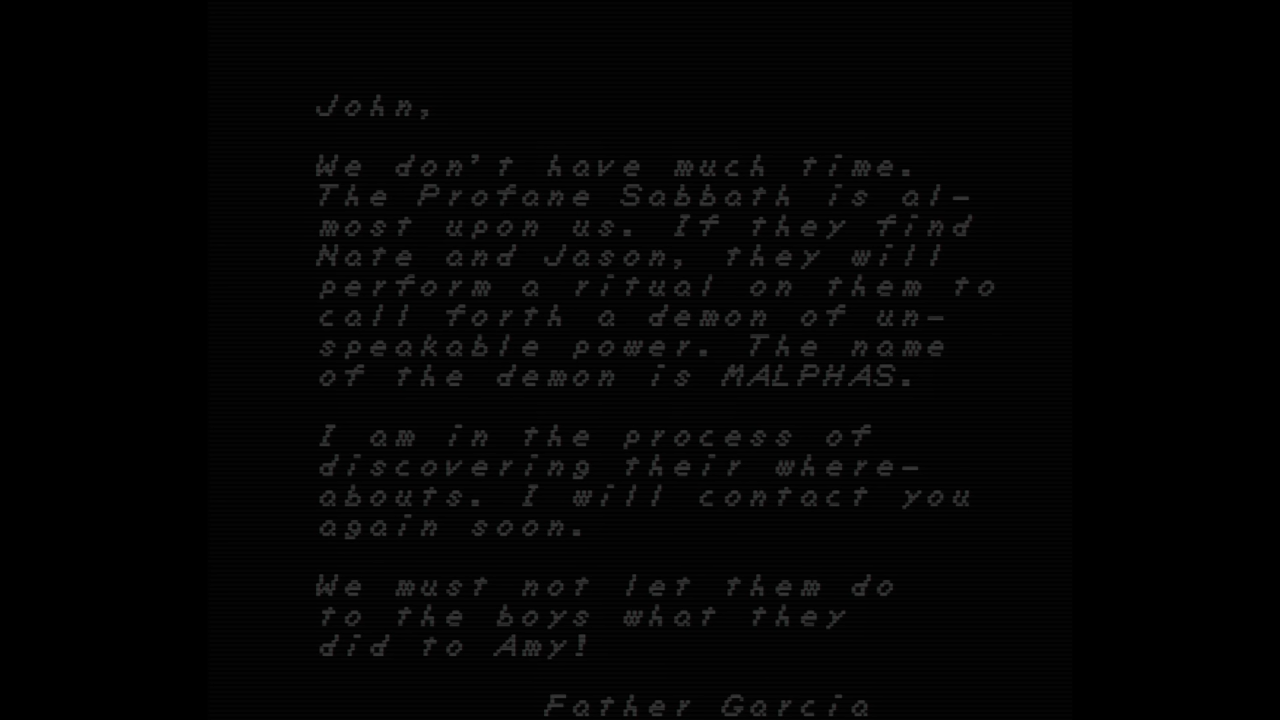 John,
We don't have much time.
The Profane Sabbath is al-
most upon us. If they find
Nate and Jason, they will
perform a ritual on them to
call forth a demon of un-
speakable power. The name
of the demon is MALPHAS.
I am in the process of
discovering their where-
abouts. I will contact you
again soon.
We must not let them do
to the boys what they
did to Amy!
Father Garcia